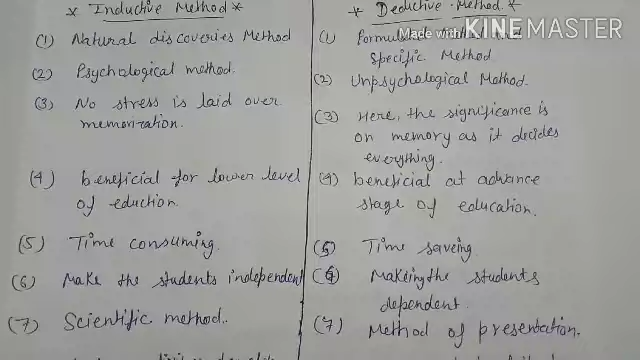 * Inductive Method *
(1) Natural discoveries Method
(2) Psychological method.
(3) No stress is laid over
memorization.
(4) beneficial for lower level
of eduction.
(5) Time consuming.
(6) Make the students independent
(7) Scientific method.
* Deductive Method *
Made with KINEMASTER
(1)
Specific Method
(2) Unpsychological Method.
(3) Here, the significance is
on memory as it decides
everything.
(4) beneficial at advance
stage of education.
(5) Time saveing.
(6) Makeing the students
dependent.
(7) Method of presentation.